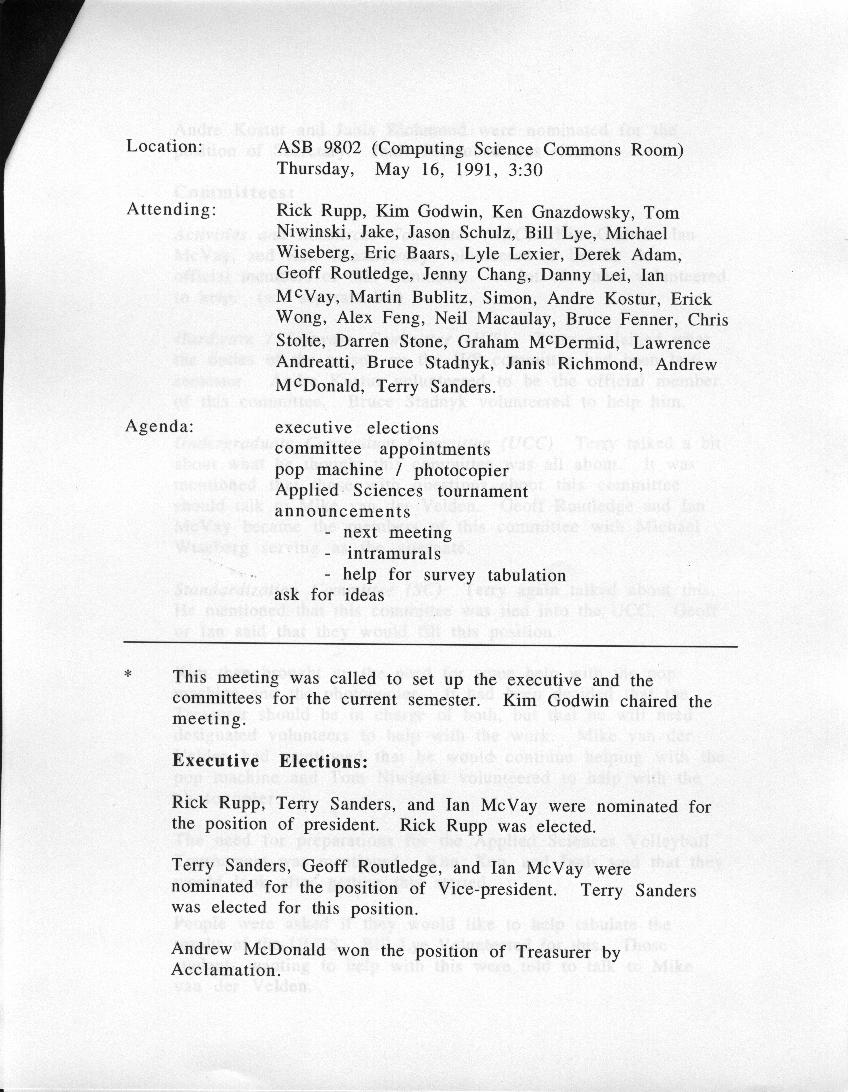 Location: ASB 9802 (Computing Science Commons Room)
Thursday, May 16, 1991, 3:30
Attending: Rick Rupp, Kim Godwin, Ken Gnazdowsky, Tom
Niwinski, Jake, Jason Schulz, Bill Lye, Michael
Wiseberg, Eric Baars, Lyle Lexier, Derek Adam,
Geoff Routledge, Jenny Chang, Danny Lei, Ian
McVay, Martin Bublitz, Simon, Andre Kostur, Erick
Wong, Alex Feng, Neil Macaulay, Bruce Fenner, Chris
Stolte, Darren Stone, Graham McDermid, Lawrence
Andreatti, Bruce Stadnyk, Janis Richmond, Andrew
McDonald, Terry Sanders.
Agenda: executive elections
committee appointments
pop machine / photocopier
Applied Sciences tournament
announcements
- next meeting
- intramurals
- help for survey tabulation
ask for ideas
* This meeting was called to set up the executive and the
committees for the current semester. Kim Godwin chaired the
meeting.
Executive Elections:
Rick Rupp, Terry Sanders, and Ian McVay were nominated for
the position of president. Rick Rupp was elected.
Terry Sanders, Geoff Routledge, and Ian McVay were
nominated for the position of Vice-president. Terry Sanders
was elected for this position.
Andrew McDonald won the position of Treasurer by
Acclamation.